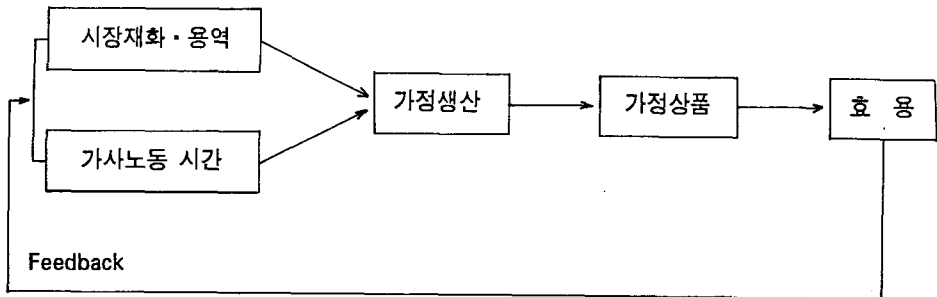 시장재화·용역
가사노동 시간
가정생산
가정상품
효 용
Feedback